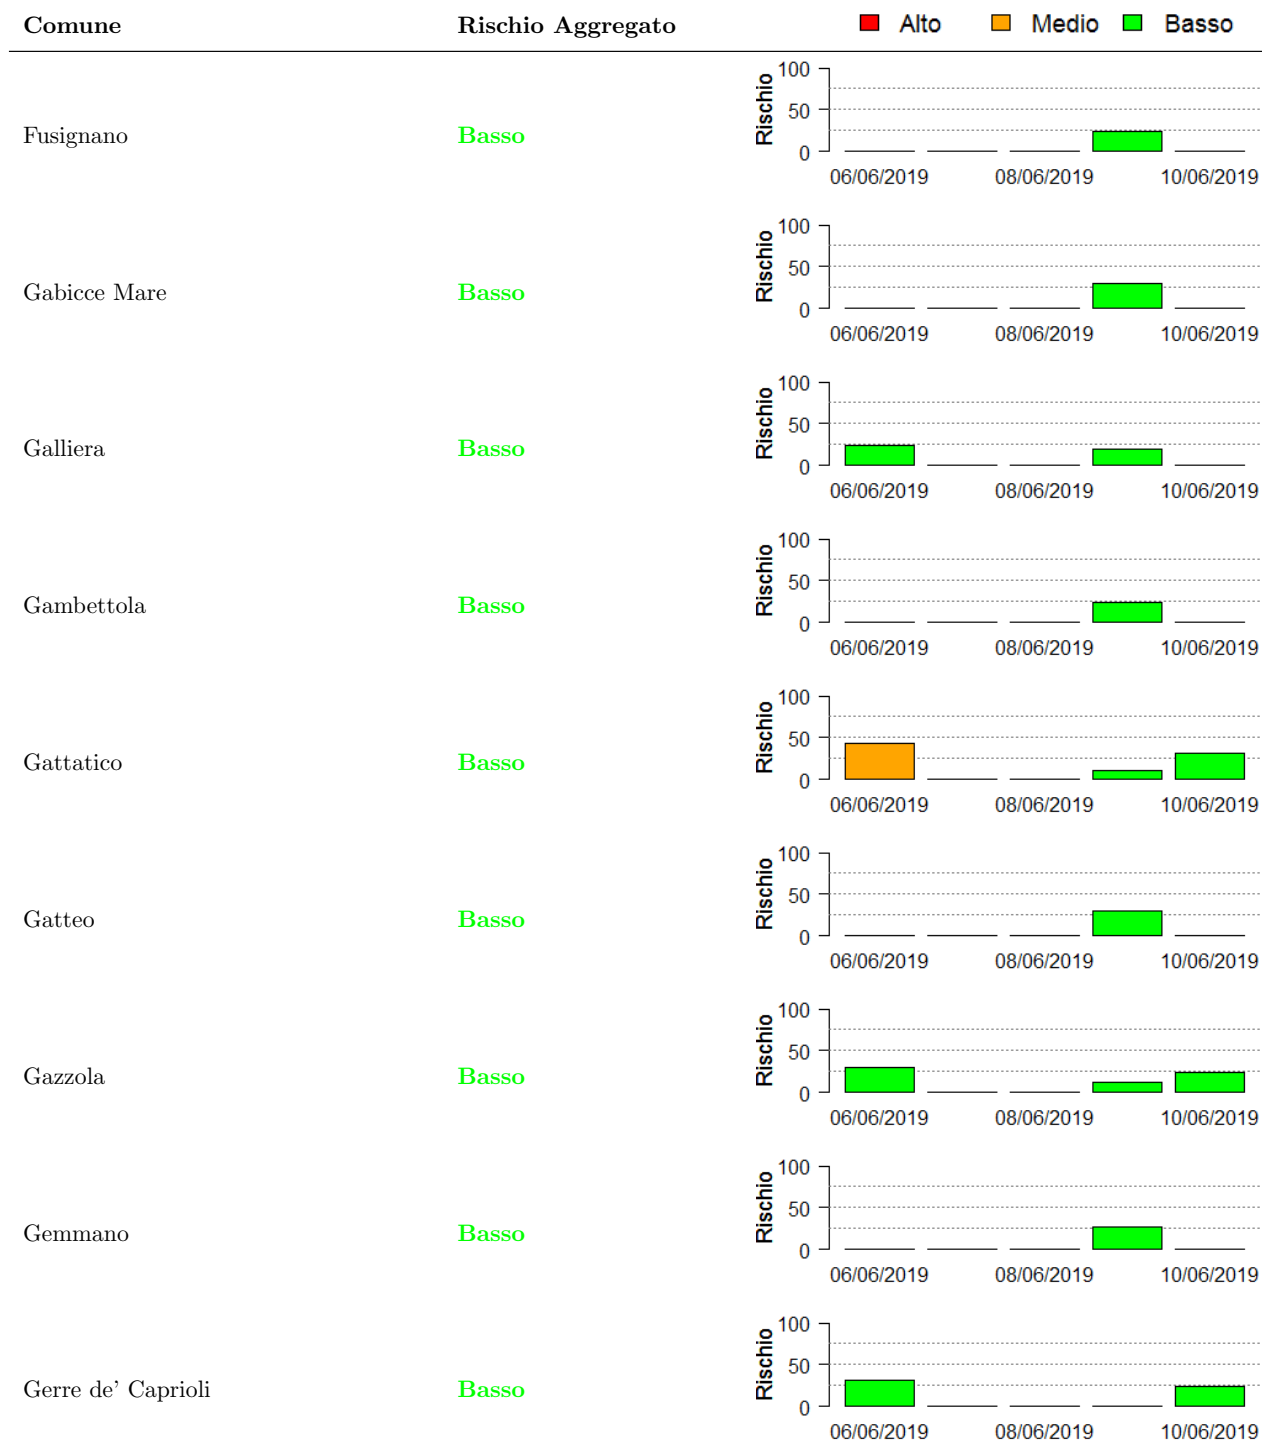 Comune Rischio Aggregato Alto Medio Basso
100
50
0
Rischio
Fusignano Basso
06/06/2019 08/06/2019 10/06/2019
100
50
0
Rischio
Gabicce Mare Basso
06/06/2019 08/06/2019 10/06/2019
100
50
0
Rischio
Galliera Basso
06/06/2019 08/06/2019 10/06/2019
100
50
0
Rischio
Gambettola Basso
06/06/2019 08/06/2019 10/06/2019
100
50
0
Rischio
Gattatico Basso
06/06/2019 08/06/2019 10/06/2019
100
50
0
Rischio
Gatteo Basso
06/06/2019 08/06/2019 10/06/2019
100
50
0
Rischio
Gazzola Basso
06/06/2019 08/06/2019 10/06/2019
100
50
0
Rischio
Gemmano Basso
06/06/2019 08/06/2019 10/06/2019
100
50
0
Rischio
Gerre de' Caprioli Basso
06/06/2019 08/06/2019 10/06/2019